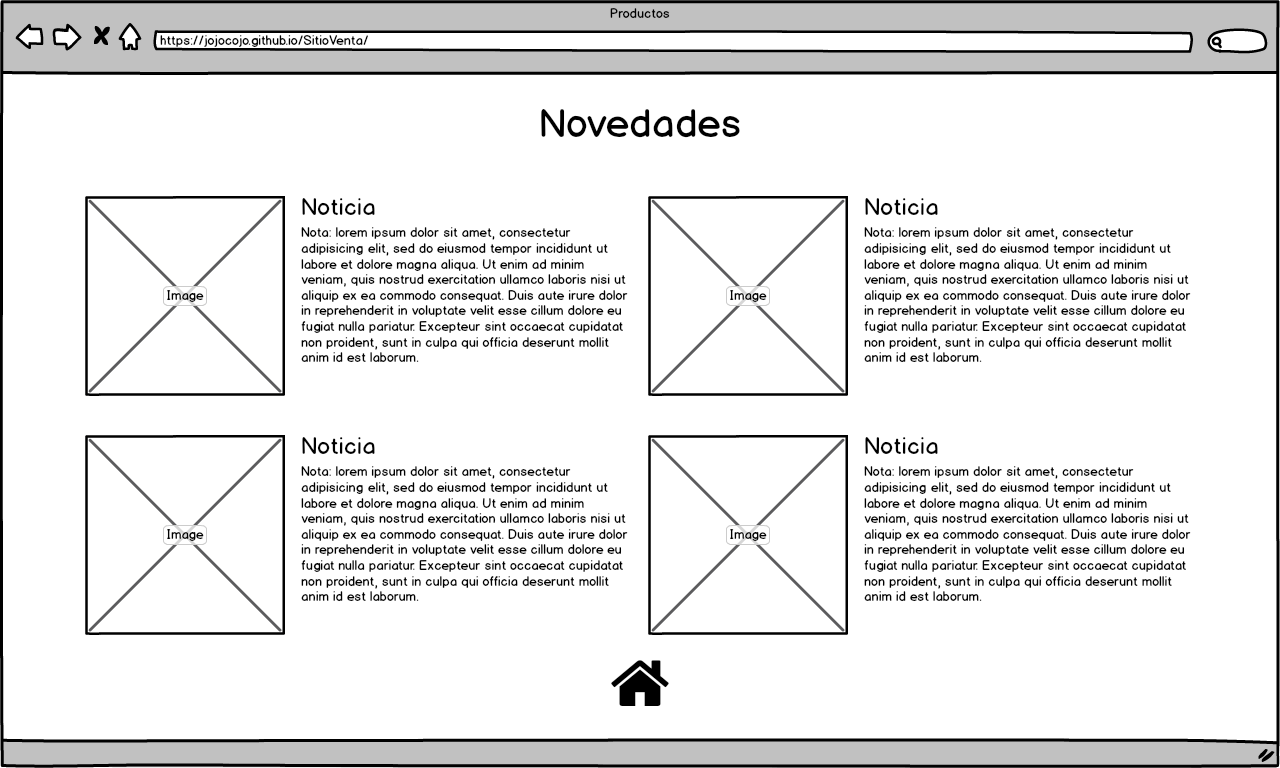 Productos
https://jojocojo.github.io/SitioVenta/
Novedades
Image
Noticia
Nota: lorem ipsum dolor sit amet, consectetur
adipisicing elit, sed do eiusmod tempor incididunt ut
labore et dolore magna aliqua. Ut enim ad minim
veniam, quis nostrud exercitation ullamco laboris nisi ut
aliquip ex ea commodo consequat. Duis aute irure dolor
in reprehenderit in voluptate velit esse cillum dolore eu
fugiat nulla pariatur. Excepteur sint occaecat cupidatat
non proident, sunt in culpa qui officia deserunt mollit
anim id est laborum.
Image
Noticia
Nota: lorem ipsum dolor sit amet, consectetur
adipisicing elit, sed do eiusmod tempor incididunt ut
labore et dolore magna aliqua. Ut enim ad minim
veniam, quis nostrud exercitation ullamco laboris nisi ut
aliquip ex ea commodo consequat. Duis aute irure dolor
in reprehenderit in voluptate velit esse cillum dolore eu
fugiat nulla pariatur. Excepteur sint occaecat cupidatat
non proident, sunt in culpa qui officia deserunt mollit
anim id est laborum.
Image
Noticia
Nota: lorem ipsum dolor sit amet, consectetur
adipisicing elit, sed do eiusmod tempor incididunt ut
labore et dolore magna aliqua. Ut enim ad minim
veniam, quis nostrud exercitation ullamco laboris nisi ut
aliquip ex ea commodo consequat. Duis aute irure dolor
in reprehenderit in voluptate velit esse cillum dolore eu
fugiat nulla pariatur. Excepteur sint occaecat cupidatat
non proident, sunt in culpa qui officia deserunt mollit
anim id est laborum.
Image
Noticia
Nota: lorem ipsum dolor sit amet, consectetur
adipisicing elit, sed do eiusmod tempor incididunt ut
labore et dolore magna aliqua. Ut enim ad minim
veniam, quis nostrud exercitation ullamco laboris nisi ut
aliquip ex ea commodo consequat. Duis aute irure dolor
in reprehenderit in voluptate velit esse cillum dolore eu
fugiat nulla pariatur. Excepteur sint occaecat cupidatat
non proident, sunt in culpa qui officia deserunt mollit
anim id est laborum.